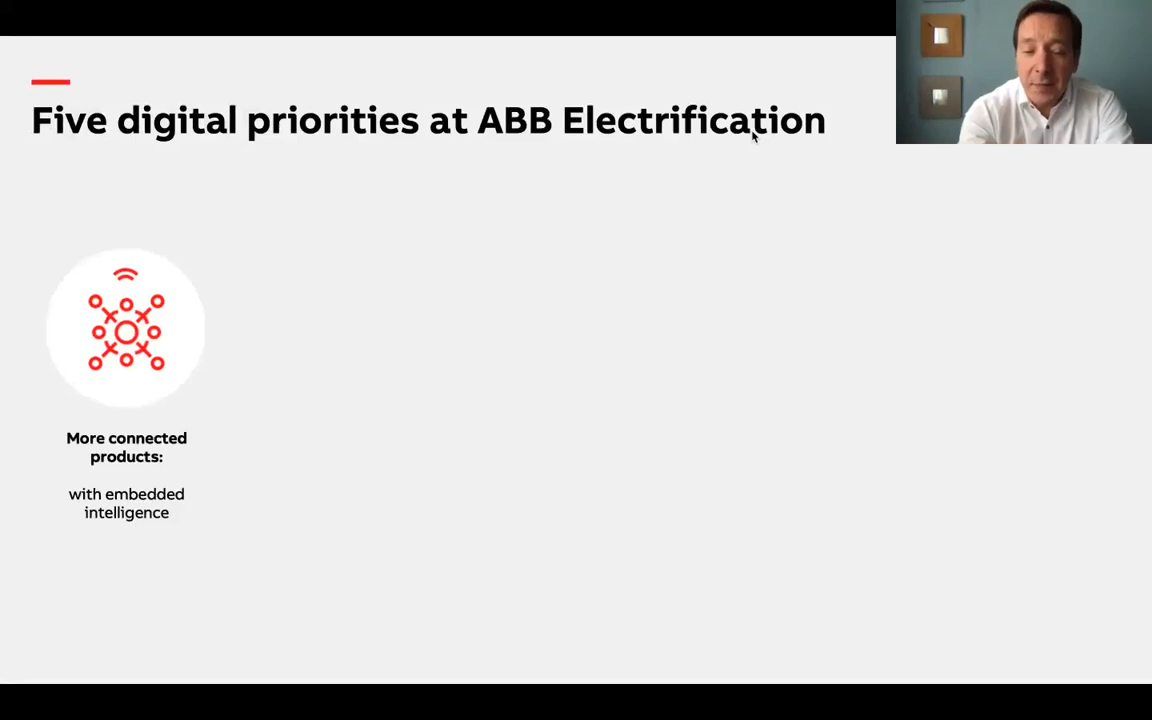 Five digital priorities at ABB Electrification
More connected
products:
with embedded
intelligence